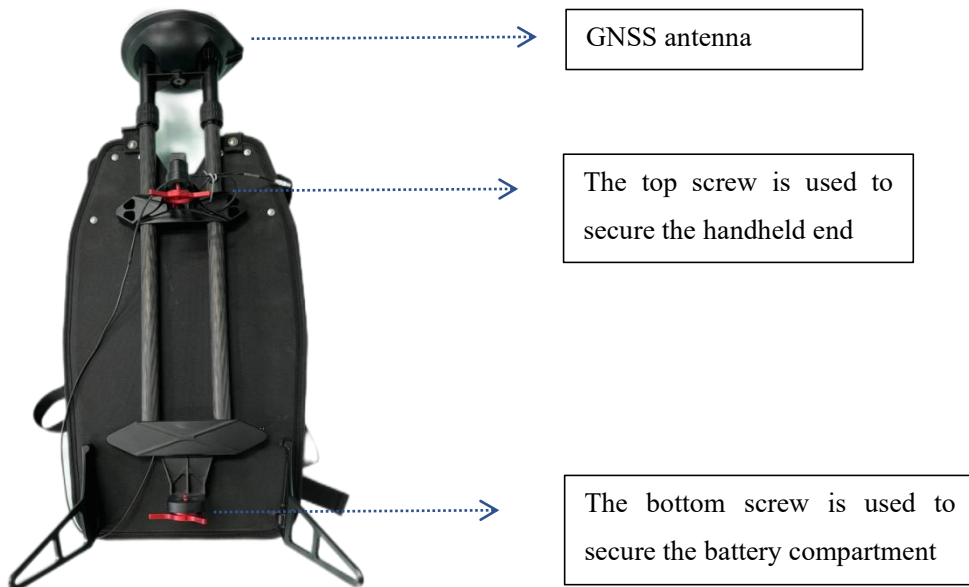 GNSS antenna
The top screw is used to
secure the handheld end
The bottom screw is used to
secure the battery compartment